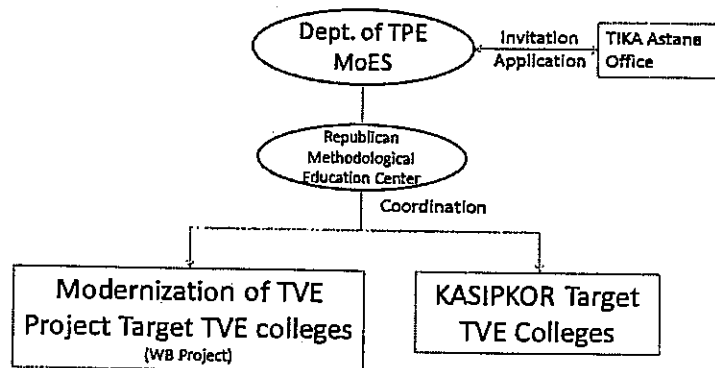 Dept. of TPE
MoES
Invitation
Application
TIKA Astana
Office
Republican
Methodological
Education Center
Coordination
Modernization of TVE
Project Target TVE colleges
(WB Project)
KASIPKOR Target
TVE Colleges